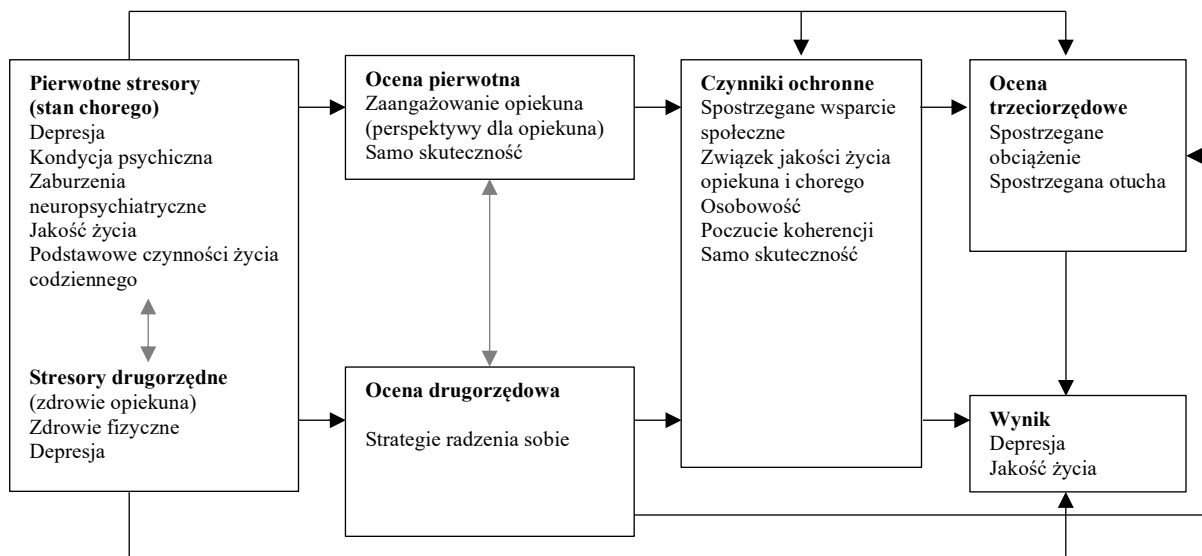 Pierwotne stresory
(stan chorego)
Depresja
Kondycja psychiczna
Zaburzenia
neuropsychiatryczne
Jakość życia
Podstawowe czynności życia
codziennego
Stresory drugorzędne
(zdrowie opiekuna)
Zdrowie fizyczne
Depresja
Ocena pierwotna
Zaangażowanie opiekuna
(perspektywy dla opiekuna)
Samo skuteczność
Ocena drugorzędowa
Strategie radzenia sobie
Czynniki ochronne
Spostrzegane wsparcie
społeczne
Związek jakości życia
opiekuna i chorego
Osobowość
Poczucie koherencji
Samo skuteczność
Ocena
trzeciorzędowe
Spostrzegane
obciążenie
Spostrzegana otucha
Wynik
Depresja
Jakość życia